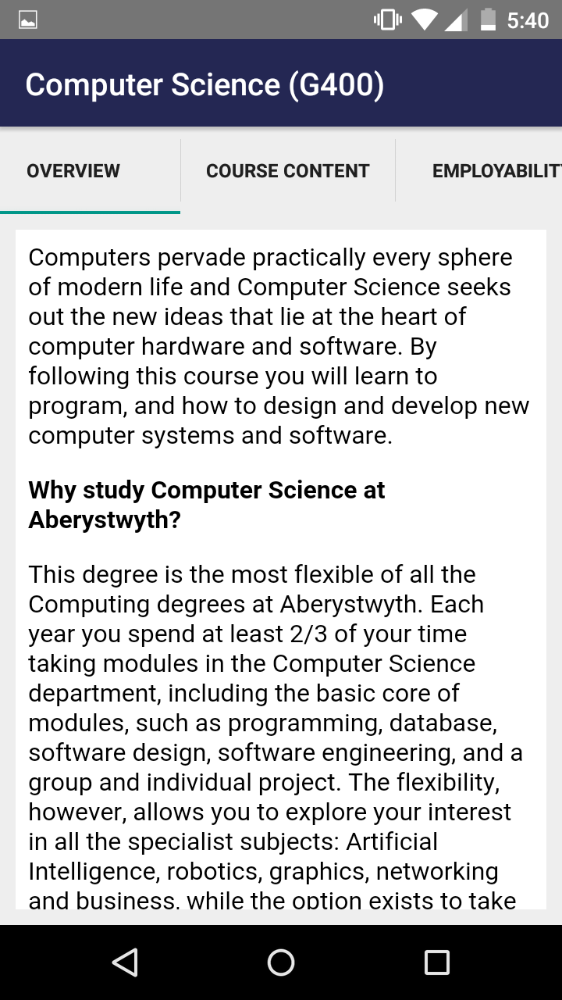 5:40
Computer Science (G400)
OVERVIEW
COURSE CONTENT
EMPLOYABILITY
Computers pervade practically every sphere
of modern life and Computer Science seeks
out the new ideas that lie at the heart of
computer hardware and software. By
following this course you will learn to
program, and how to design and develop new
computer systems and software.
Why study Computer Science at
Aberystwyth?
This degree is the most flexible of all the
Computing degrees at Aberystwyth. Each
year you spend at least 2/3 of your time
taking modules in the Computer Science
department, including the basic core of
modules, such as programming, database,
software design, software engineering, and a
group and individual project. The flexibility,
however, allows you to explore your interest
in all the specialist subjects: Artificial
Intelligence, robotics, graphics, networking
and business, while the option exists to take